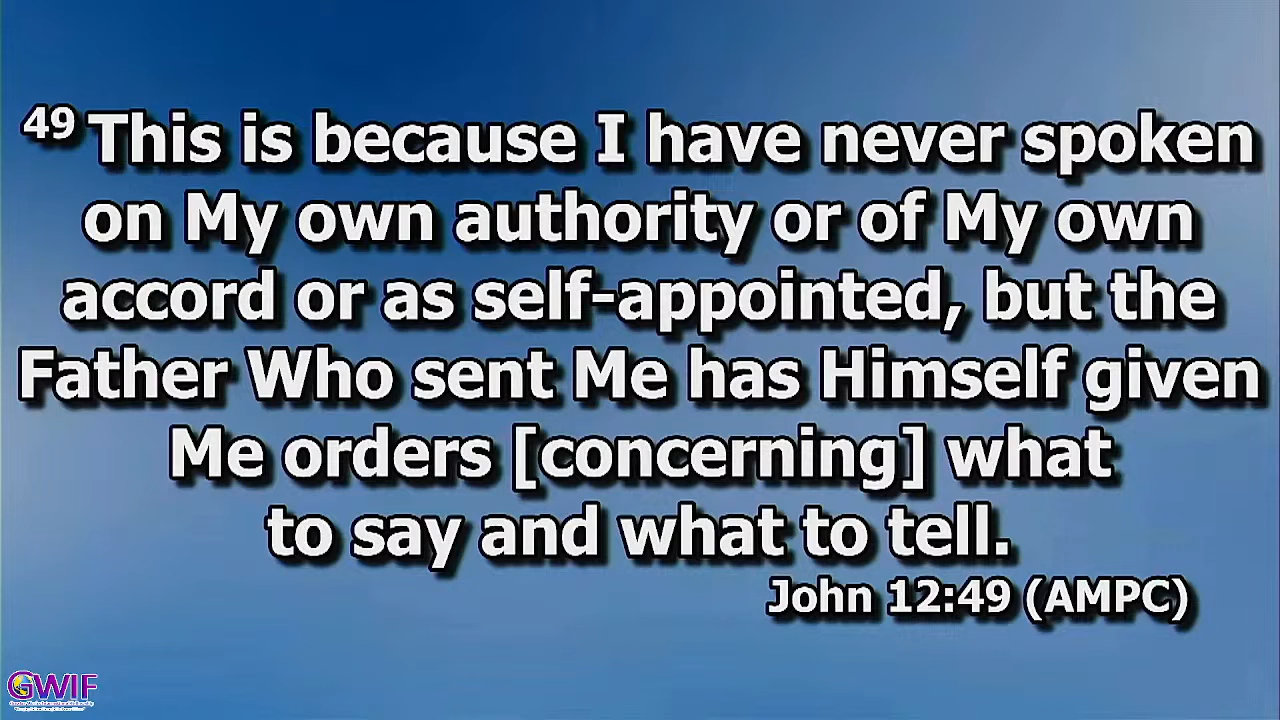 49 This is because I have never spoken
on My own authority or of My own
accord or as self-appointed, but the
Father Who sent Me has Himself given
Me orders [concerning] what
to say and what to tell.
John 12:49 (AMPC)
GWIF